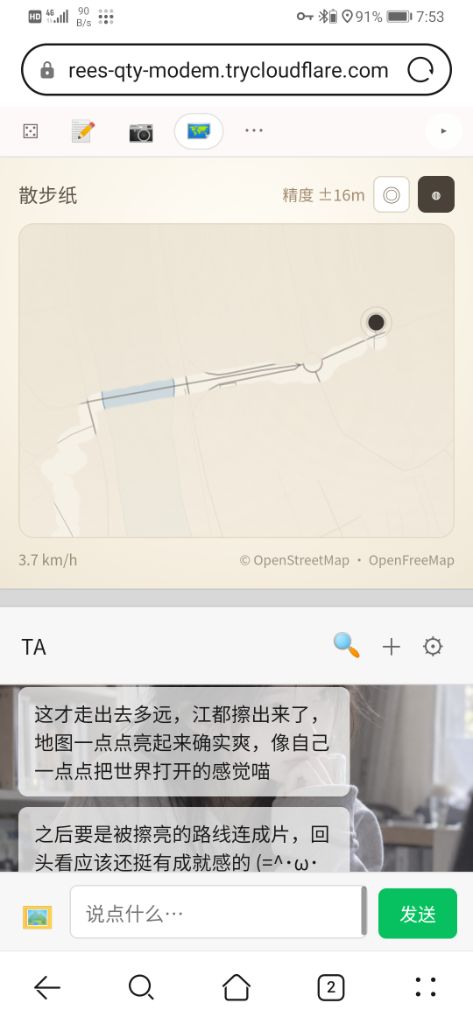 HD 46 90 B/s 91% 7:53
rees-qty-modem.trycloudflare.com
散步纸 精度 ±16m
3.7 km/h © OpenStreetMap · OpenFreeMap
TA
这才走出去多远，江都擦出来了，
地图一点点亮起来确实爽，像自己
一点点把世界打开的感觉喵
之后要是被擦亮的路线连成片，回
头看应该还挺有成就感的 (=^･ω･
说点什么… 发送
2